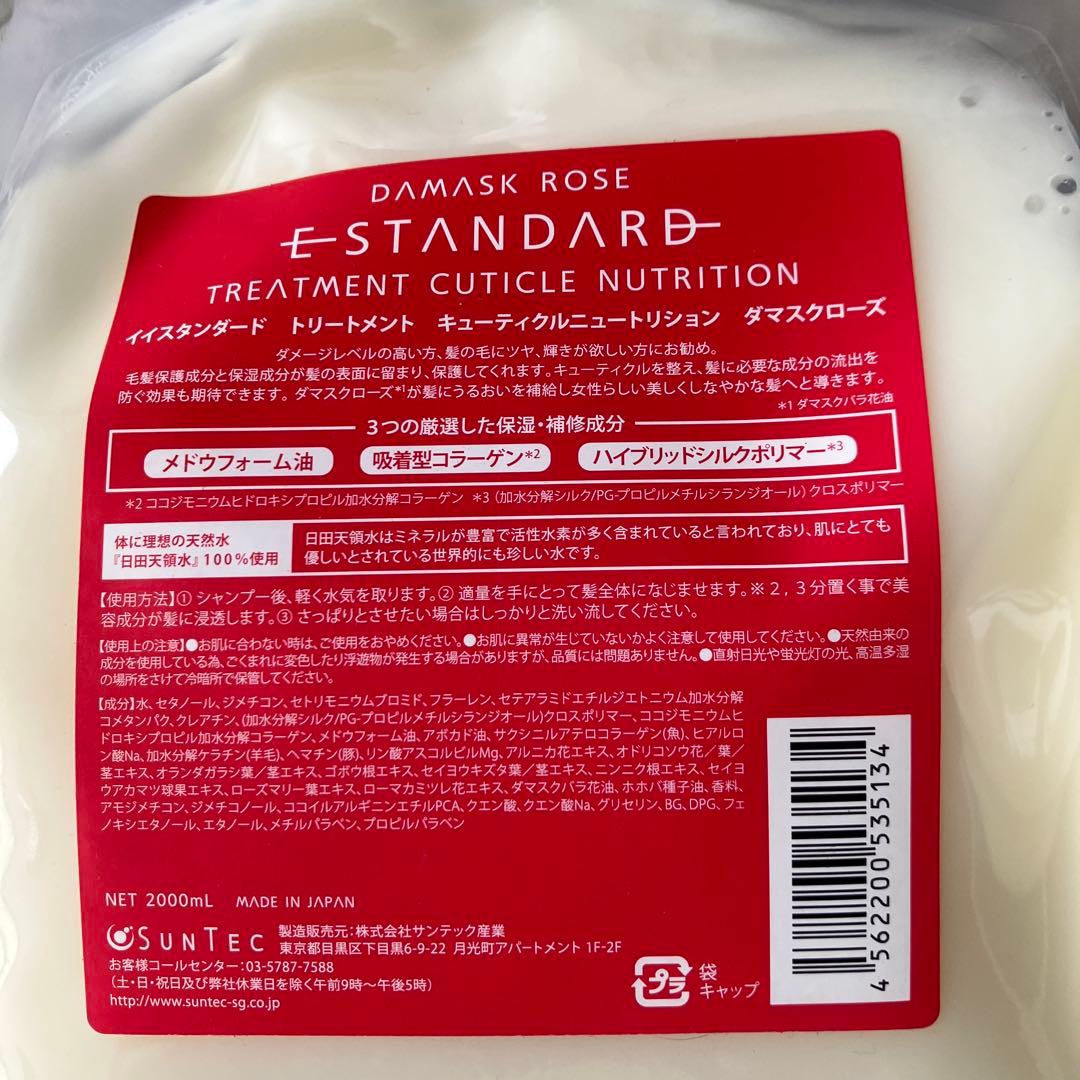 DAMASK ROSE
E STANDARD
TREATMENT CUTICLE NUTRITION
イイスタンダード トリートメント キューティクルニュートリション ダマスクローズ
ダメージレベルの高い方、髪の毛にツヤ、輝きが欲しい方にお勧め。
毛髪保護成分と保湿成分が髪の表面に留まり、保護してくれます。キューティクルを整え、髪に必要な成分の流出を
防ぐ効果も期待できます。ダマスクローズ*1が髪にうるおいを補給し女性らしい美しくしなやかな髪へと導きます。
*1 ダマスクバラ花油
3つの厳選した保湿・補修成分
メドウフォーム油 吸着型コラーゲン*2 ハイブリッドシルクポリマー*3
*2 ココジモニウムヒドロキシプロピル加水分解コラーゲン *3(加水分解シルク/PG-プロピルメチルシランジオール)クロスポリマー
体に理想の天然水
『日田天領水』100%使用
日田天領水はミネラルが豊富で活性水素が多く含まれていると言われており、肌にとても
優しいとされている世界的にも珍しい水です。
【使用方法】① シャンプー後、軽く水気を取ります。② 適量を手にとって髪全体になじませます。※2,3分置く事で美
容成分が髪に浸透します。③ さっぱりとさせたい場合はしっかりと洗い流してください。
【使用上の注意】●お肌に合わない時は、ご使用をおやめください。●お肌に異常が生じていないかよく注意して使用してください。●天然由来の
成分を使用している為、ごくまれに変色したり浮遊物が発生する場合がありますが、品質には問題ありません。●直射日光や蛍光灯の光、高温多湿
の場所をさけて冷暗所で保管してください。
【成分】水、セタノール、ジメチコン、セトリモニウムブロミド、フラーレン、セテアラミドエチルジエトニウム加水分解
コメタンパク、クレアチン、(加水分解シルク/PG-プロピルメチルシランジオール)クロスポリマー、ココジモニウムヒ
ドロキシプロピル加水分解コラーゲン、メドウフォーム油、アボカド油、サクシニルアテロコラーゲン(魚)、ヒアルロ
ン酸Na、加水分解ケラチン(羊毛)、ヘマチン(豚)、リン酸アスコルビルMg、アルニカ花エキス、オドリコソウ花/葉/
茎エキス、オランダガラシ葉/茎エキス、ゴボウ根エキス、セイヨウキズタ葉/茎エキス、ニンニク根エキス、セイヨ
ウアカマツ球果エキス、ローズマリー葉エキス、ローマカミツレ花エキス、ダマスクバラ花油、ホホバ種子油、香料、
アモジメチコン、ジメチコノール、ココイルアルギニンエチルPCA、クエン酸、クエン酸Na、グリセリン、BG、DPG、フェ
ノキシエタノール、エタノール、メチルパラベン、プロピルパラベン
NET 2000mL MADE IN JAPAN
SUNTEC
製造販売元:株式会社サンテック産業
東京都目黒区下目黒6-9-22 月光町アパートメント 1F-2F
お客様コールセンター:03-5787-7588
(土・日・祝日及び弊社休業日を除く午前9時〜午後5時)
http://www.suntec-sg.co.jp
プラ
袋
キャップ
4 562200 535134